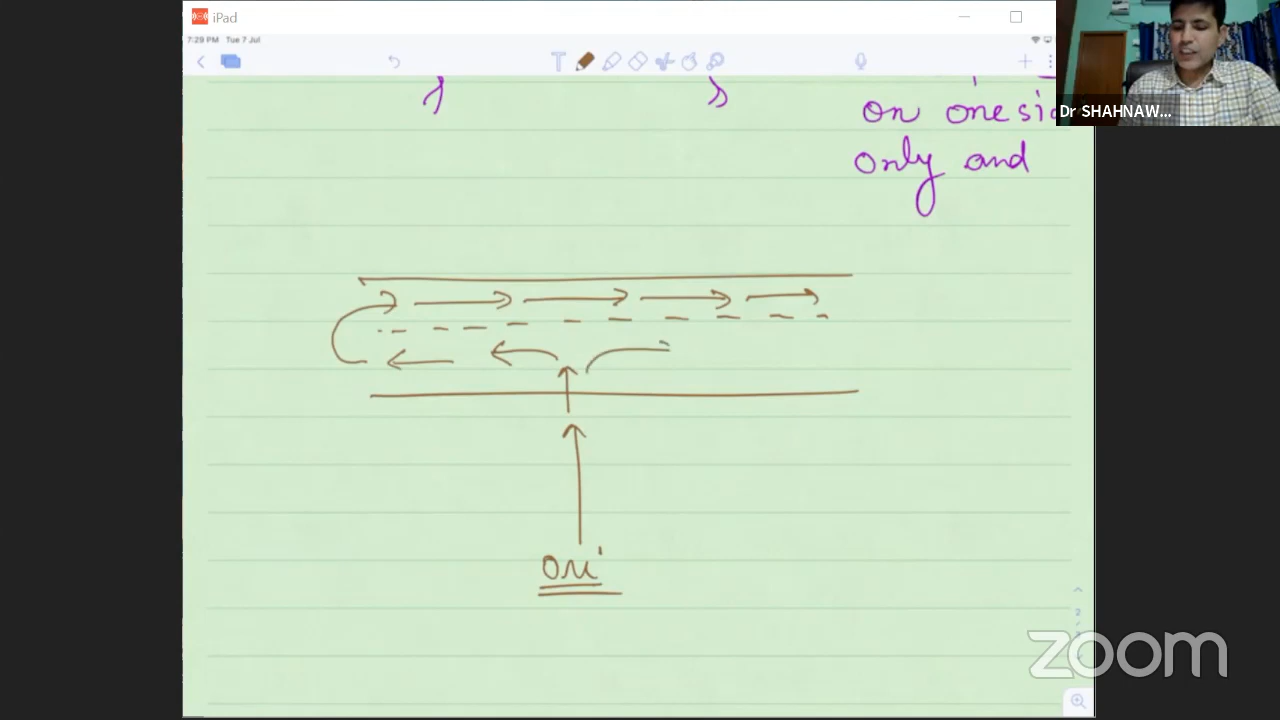 iPad
7:29 PM Tue 7 Jul
Dr SHAHNAW...
on one si
only and
ori
zoom